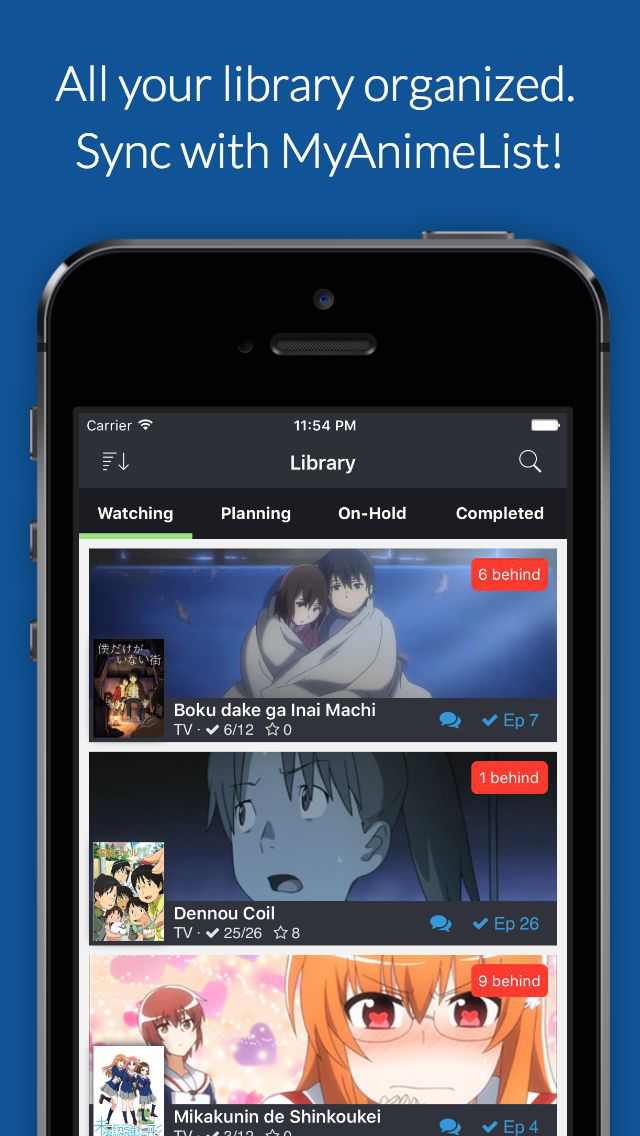 All your library organized.
Sync with MyAnimeList!
Carrier 11:54 PM
Library
Watching Planning On-Hold Completed
6 behind
僕だけが
いない街
Boku dake ga Inai Machi
TV · 6/12 0
Ep 7
1 behind
Dennou Coil
TV · 25/26 8
Ep 26
9 behind
Mikakunin de Shinkoukei
TV · 3/12 0
Ep 4